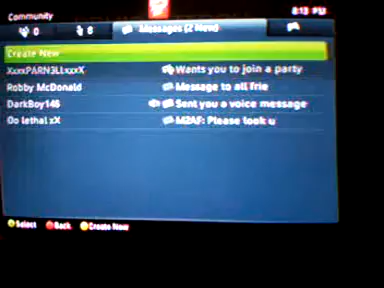 Community
8:13 PM
0 8 Messages (2 New)
Create New
XxxxPARN3LLxxxX Wants you to join a party
Robby McDonald Message to all frie
DarkBoy146 Sent you a voice message
Oo lethal xX M2AF: Please look u
Select Back Create New